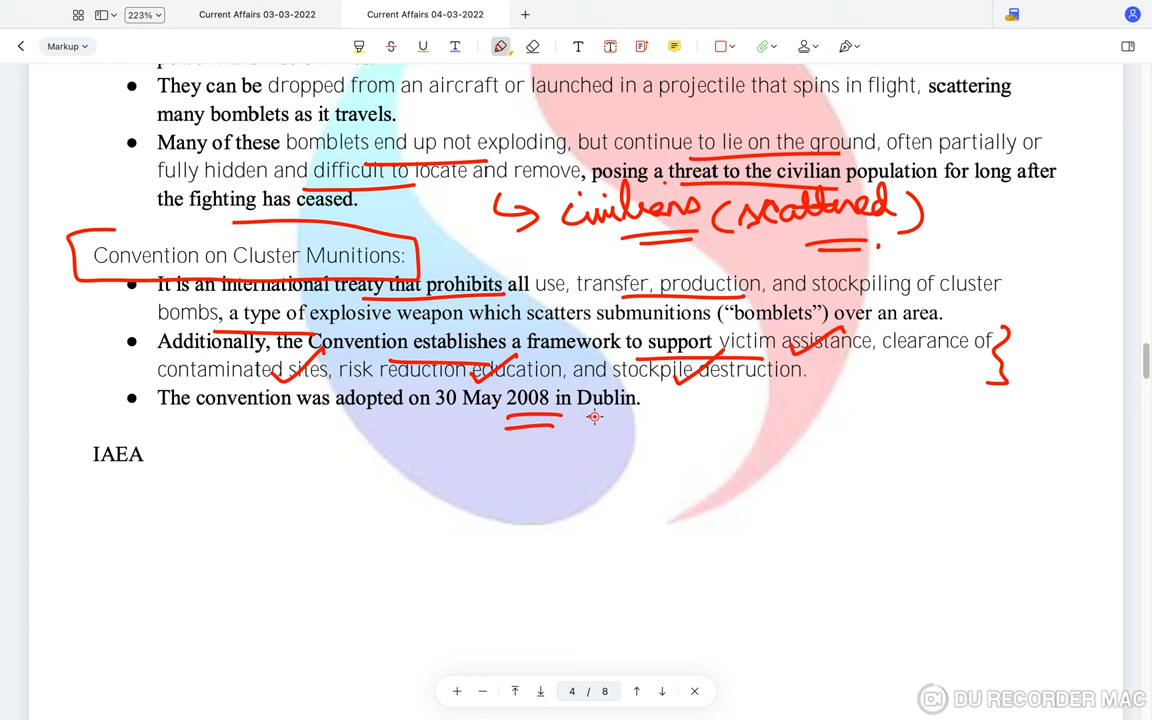 223%
Current Affairs 03-03-2022
Current Affairs 04-03-2022
Markup
They can be dropped from an aircraft or launched in a projectile that spins in flight, scattering
many bomblets as it travels.
Many of these bomblets end up not exploding, but continue to lie on the ground, often partially or
fully hidden and difficult to locate and remove, posing a threat to the civilian population for long after
the fighting has ceased.
civilians (scattered)
Convention on Cluster Munitions:
It is an international treaty that prohibits all use, transfer, production, and stockpiling of cluster
bombs, a type of explosive weapon which scatters submunitions (“bomblets”) over an area.
Additionally, the Convention establishes a framework to support victim assistance, clearance of
contaminated sites, risk reduction education, and stockpile destruction.
The convention was adopted on 30 May 2008 in Dublin.
IAEA
4 / 8
DU RECORDER MAC